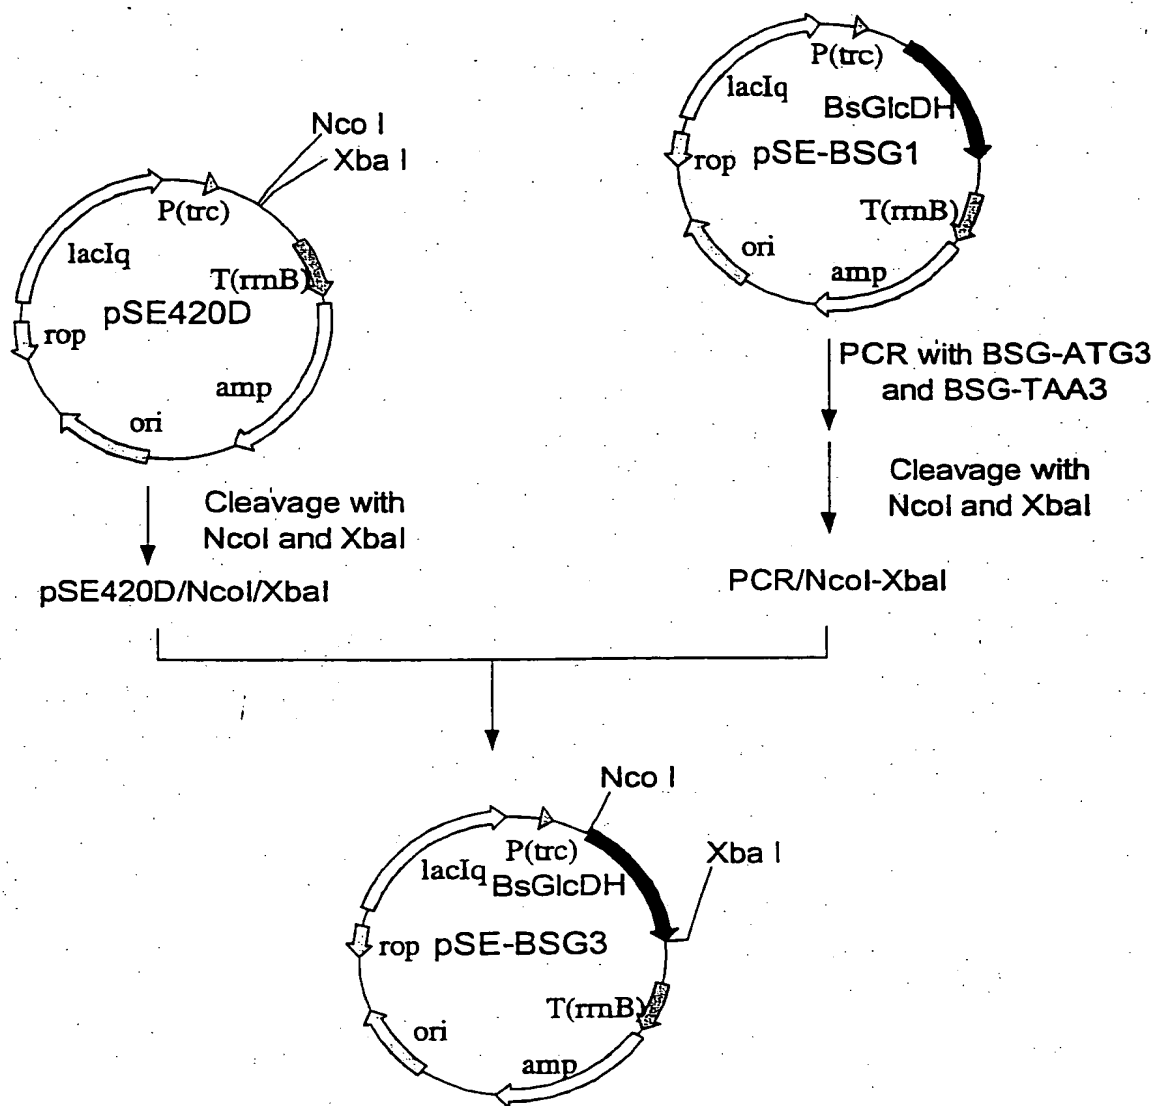 Nco I
Xba I
P(trc)
lacIq
T(rrnB)
pSE420D
rop
amp
ori
Cleavage with
NcoI and XbaI
pSE420D/NcoI/XbaI
P(trc)
lacIq
BsGlcDH
rop
pSE-BSG1
T(rrnB)
ori
amp
PCR with BSG-ATG3
and BSG-TAA3
Cleavage with
NcoI and XbaI
PCR/NcoI-XbaI
Nco I
Xba I
P(trc)
lacIq
BsGlcDH
rop
pSE-BSG3
T(rrnB)
ori
amp